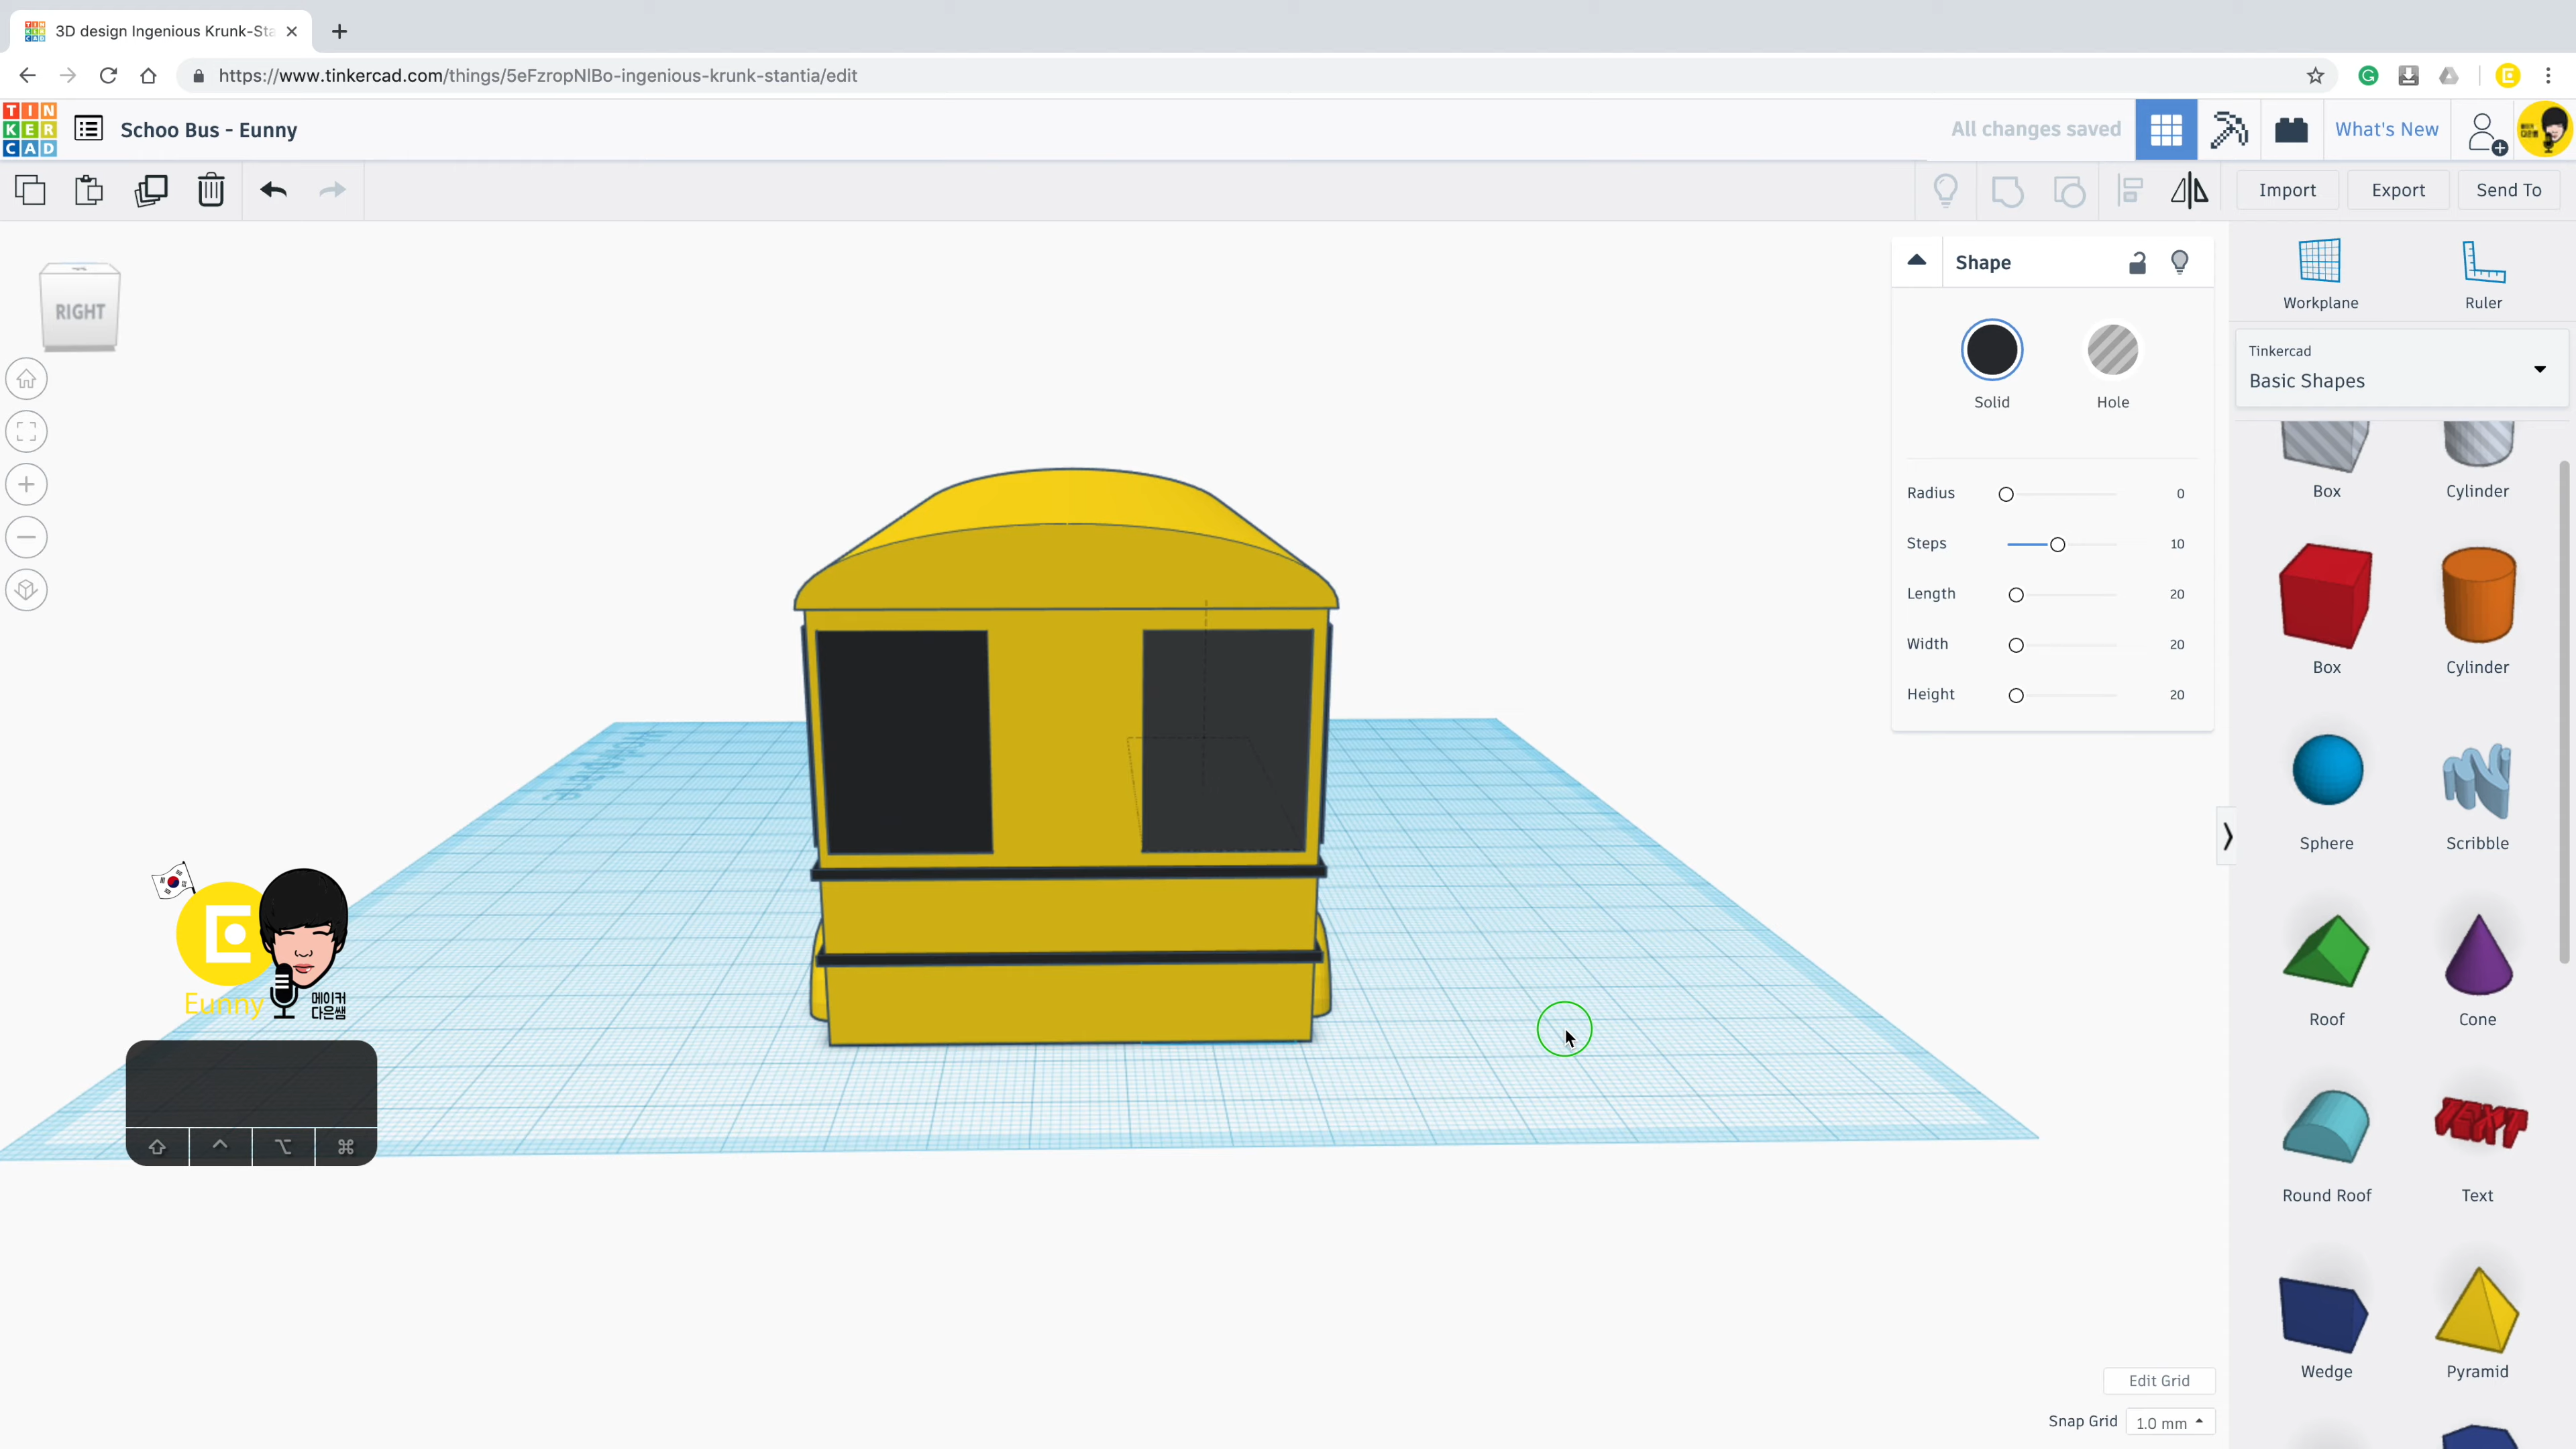 3D design Ingenious Krunk-Sta
https://www.tinkercad.com/things/5eFzropNlBo-ingenious-krunk-stantia/edit
TIN
KER
CAD
Schoo Bus - Eunny
All changes saved
What's New
Import
Export
Send To
RIGHT
Shape
Solid
Hole
Radius 0
Steps 10
Length 20
Width 20
Height 20
Workplane
Ruler
Tinkercad
Basic Shapes
Box
Cylinder
Box
Cylinder
Sphere
Scribble
Roof
Cone
Round Roof
TEXT
Text
Wedge
Pyramid
Workplane
Eunny
메이커
다은쌤
Edit Grid
Snap Grid 1.0 mm